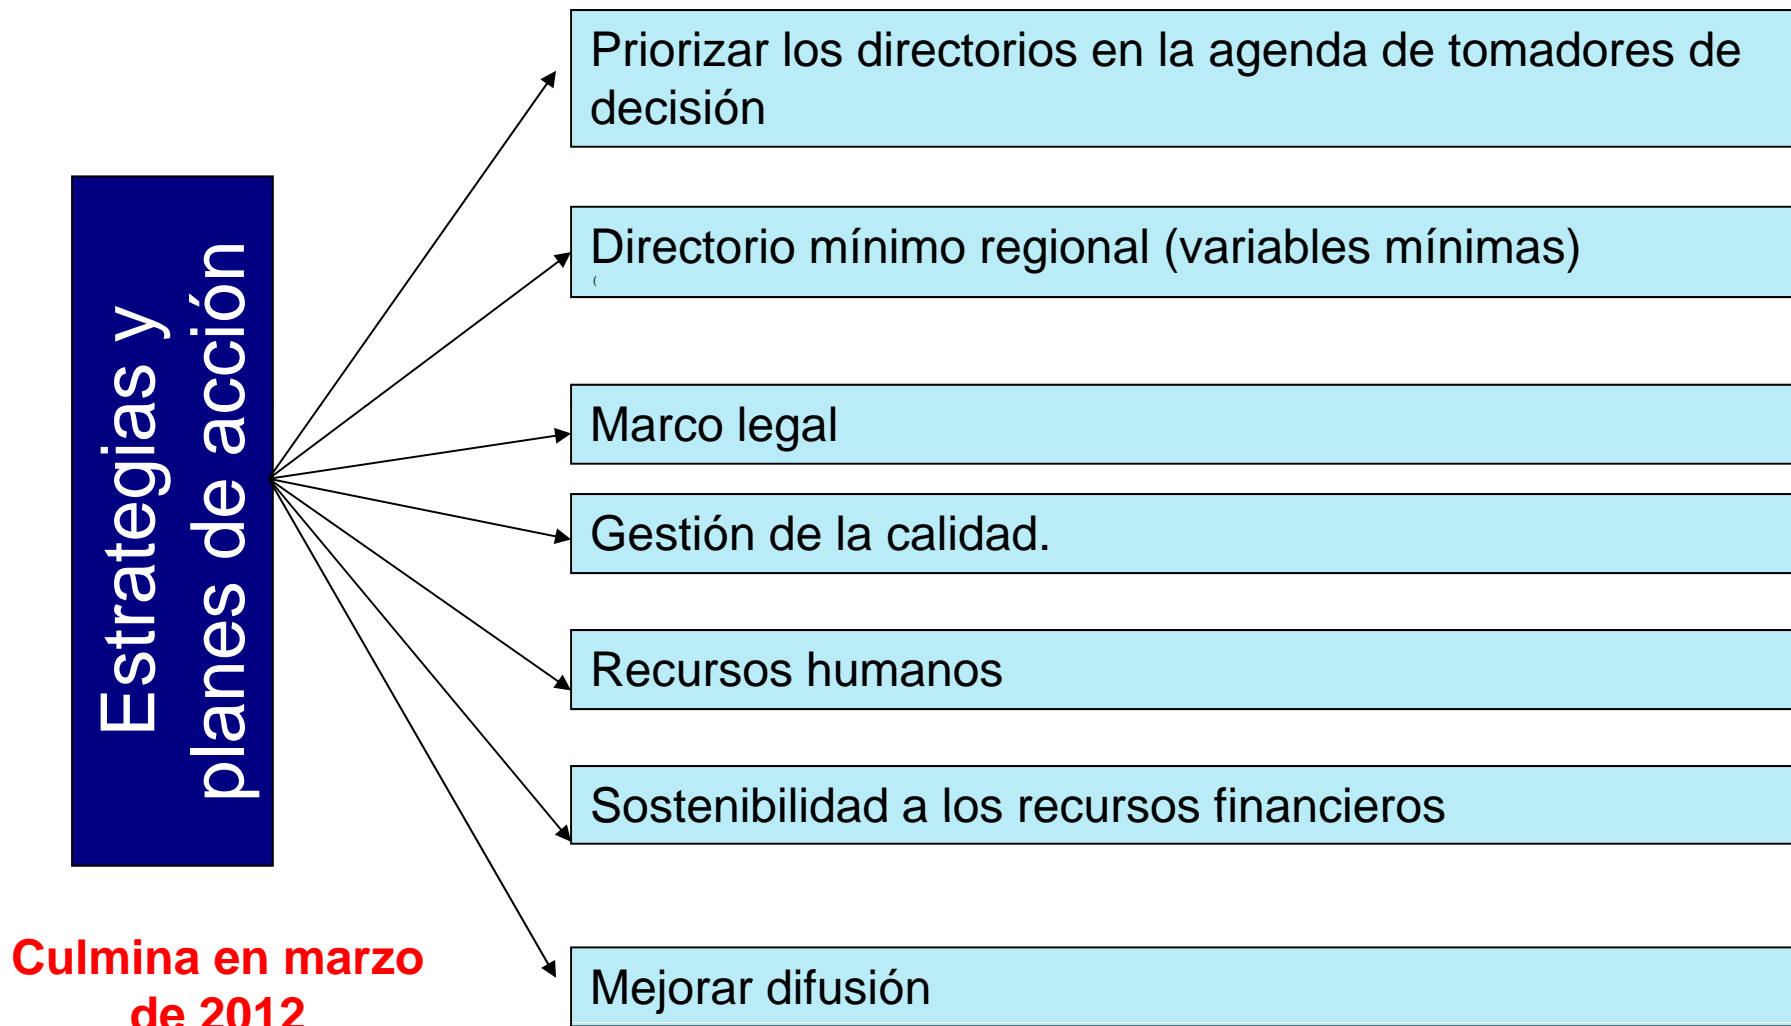 Priorizar los directorios en la agenda de tomadores de
decisión
Directorio mínimo regional (variables mínimas)
(
Estrategias y
planes de acción
Marco legal
Gestión de la calidad.
Recursos humanos
Sostenibilidad a los recursos financieros
Culmina en marzo
de 2012
Mejorar difusión